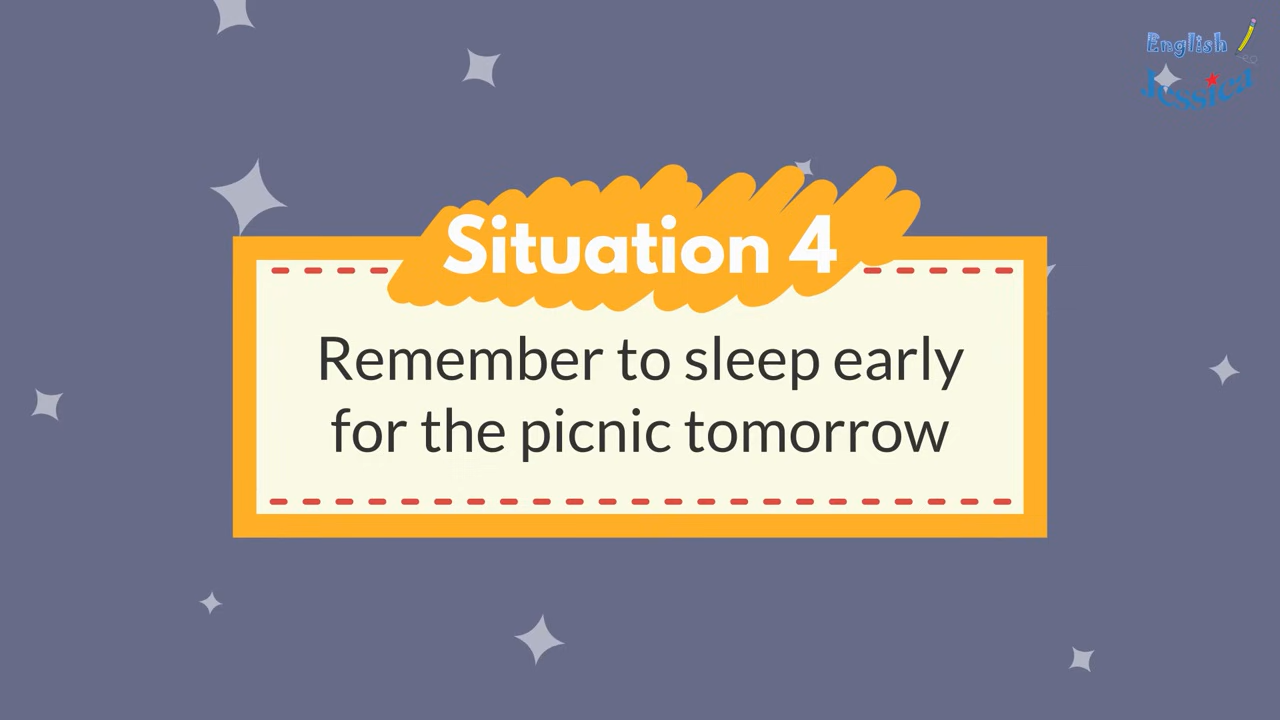 English
Jessica
Situation 4
Remember to sleep early
for the picnic tomorrow